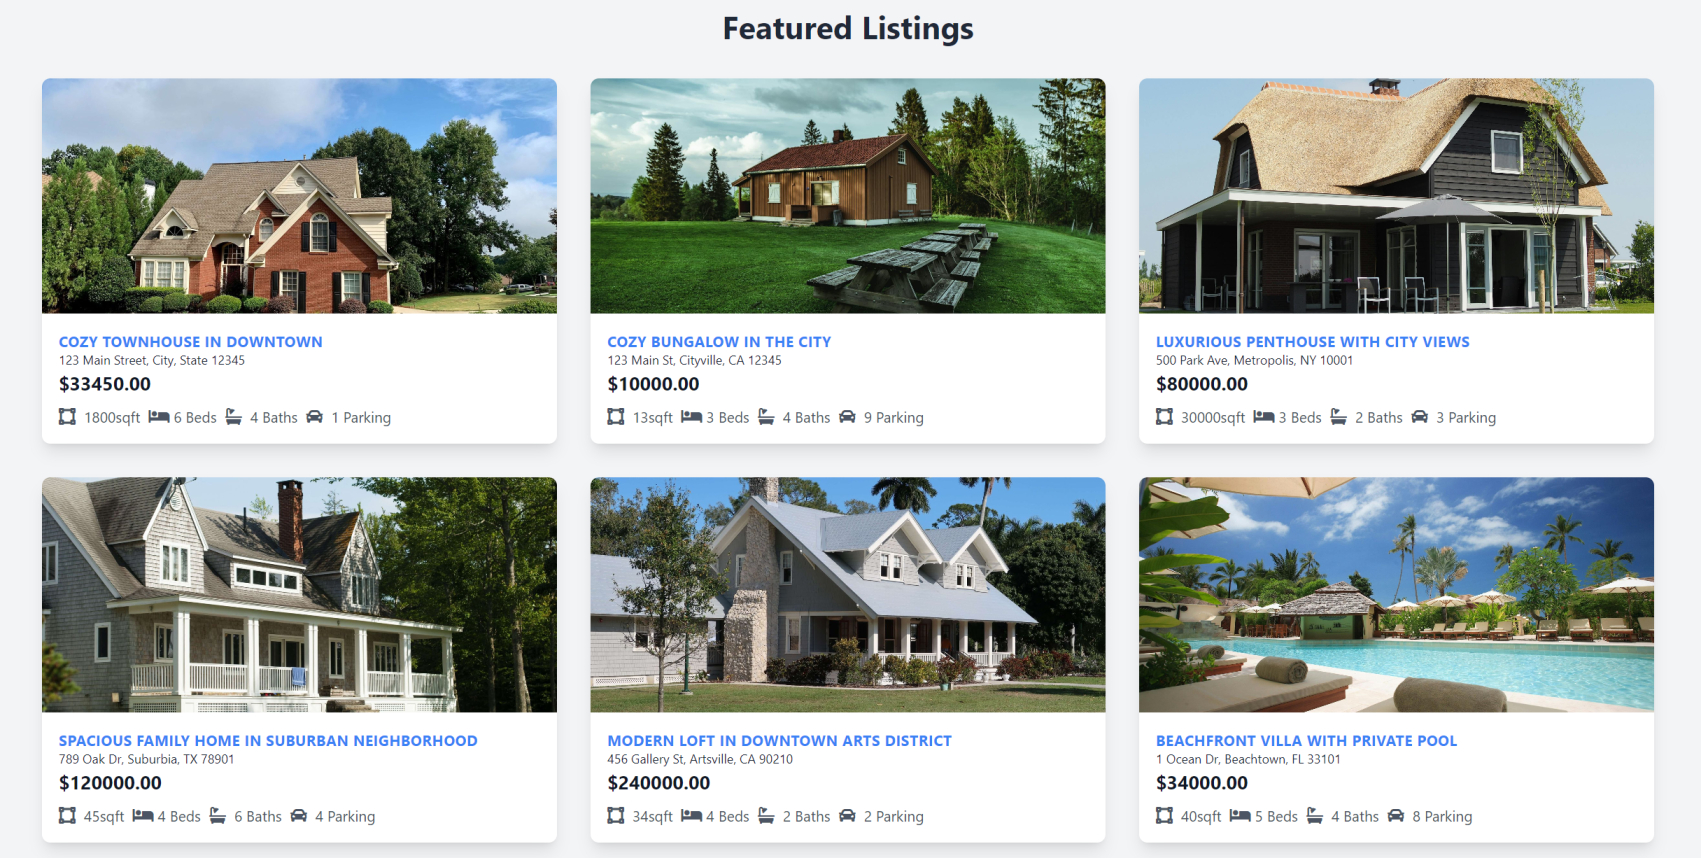 Featured Listings
COZY TOWNHOUSE IN DOWNTOWN
123 Main Street, City, State 12345
$33450.00
1800sqft 6 Beds 4 Baths 1 Parking
COZY BUNGALOW IN THE CITY
123 Main St, Cityville, CA 12345
$10000.00
13sqft 3 Beds 4 Baths 9 Parking
LUXURIOUS PENTHOUSE WITH CITY VIEWS
500 Park Ave, Metropolis, NY 10001
$80000.00
30000sqft 3 Beds 2 Baths 3 Parking
SPACIOUS FAMILY HOME IN SUBURBAN NEIGHBORHOOD
789 Oak Dr, Suburbia, TX 78901
$120000.00
45sqft 4 Beds 6 Baths 4 Parking
MODERN LOFT IN DOWNTOWN ARTS DISTRICT
456 Gallery St, Artsville, CA 90210
$240000.00
34sqft 4 Beds 2 Baths 2 Parking
BEACHFRONT VILLA WITH PRIVATE POOL
1 Ocean Dr, Beachtown, FL 33101
$34000.00
40sqft 5 Beds 4 Baths 8 Parking